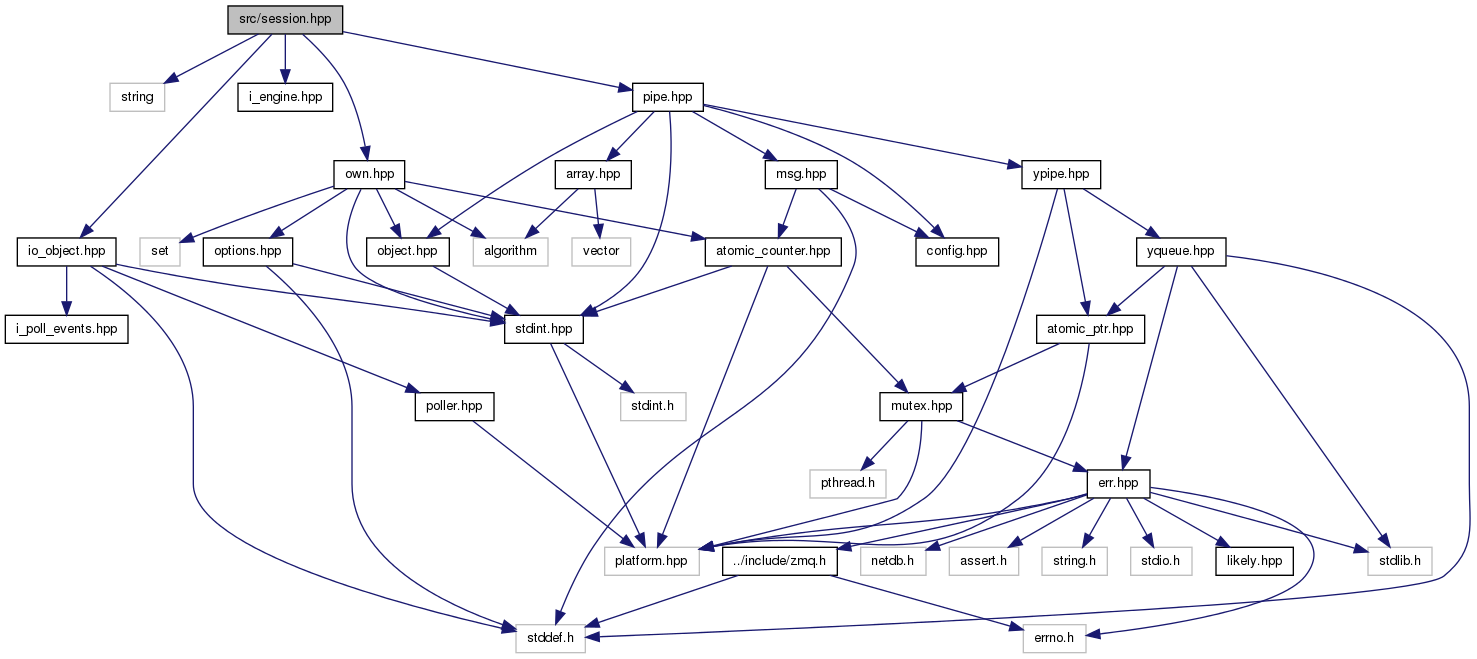 src/session.hpp
string
i_engine.hpp
pipe.hpp
own.hpp
array.hpp
msg.hpp
ypipe.hpp
io_object.hpp
set
options.hpp
object.hpp
algorithm
vector
atomic_counter.hpp
config.hpp
yqueue.hpp
i_poll_events.hpp
stdint.hpp
atomic_ptr.hpp
poller.hpp
stdint.h
mutex.hpp
pthread.h
err.hpp
platform.hpp
../include/zmq.h
netdb.h
assert.h
string.h
stdio.h
likely.hpp
stdlib.h
stddef.h
errno.h